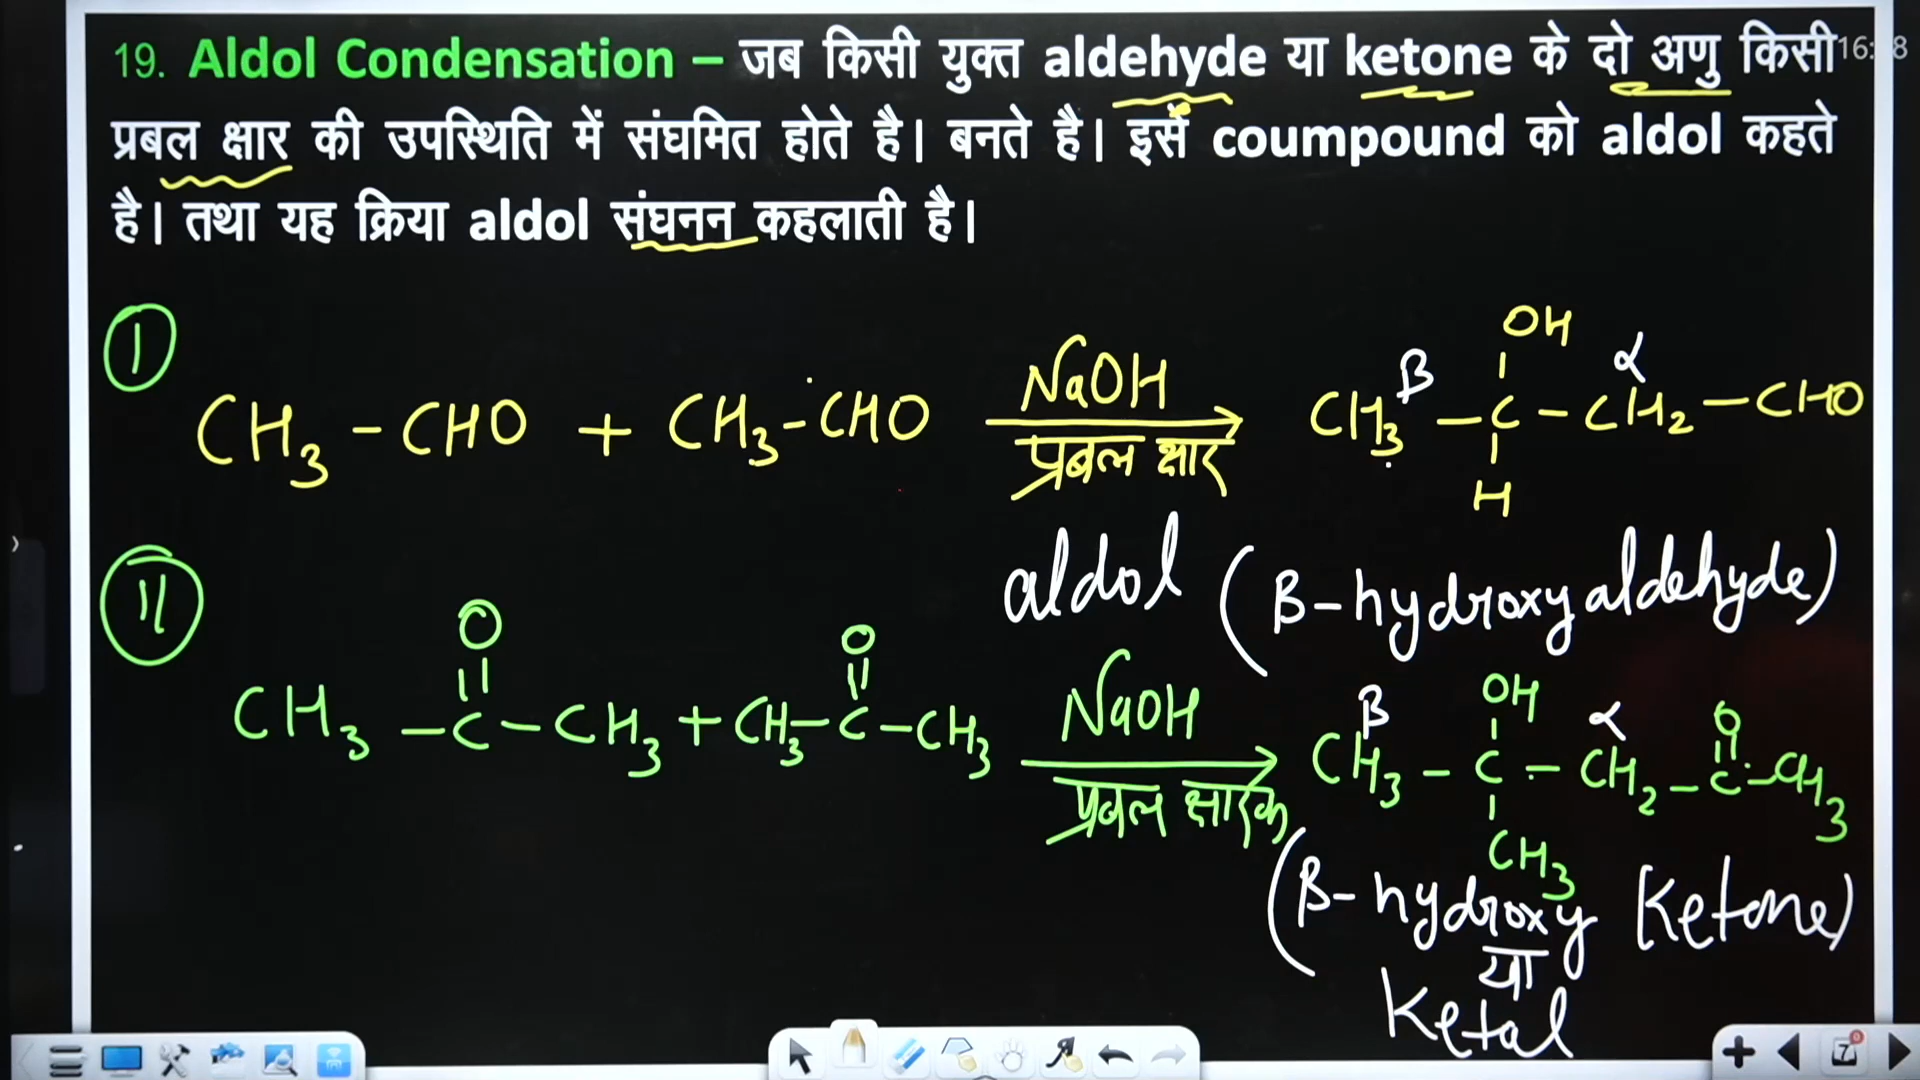 19. Aldol Condensation – जब किसी युक्त aldehyde या ketone के दो अणु किसी
प्रबल क्षार की उपस्थिति में संघमित होते है। बनते है। इसें coumpound को aldol कहते
है। तथा यह क्रिया aldol संघनन कहलाती है।
I
CH3 – CHO + CH3 – CHO NaOH प्रबल क्षार CH3 – C – CH2 – CHO
OH
β α
H
aldol (β-hydroxyaldehyde)
II
O O
CH3 – C – CH3 + CH3 – C – CH3 NaOH प्रबल क्षारक CH3 – C – CH2 – C – CH3
β OH α O
CH3
(β-hydroxy Ketone)
या
Ketal
7